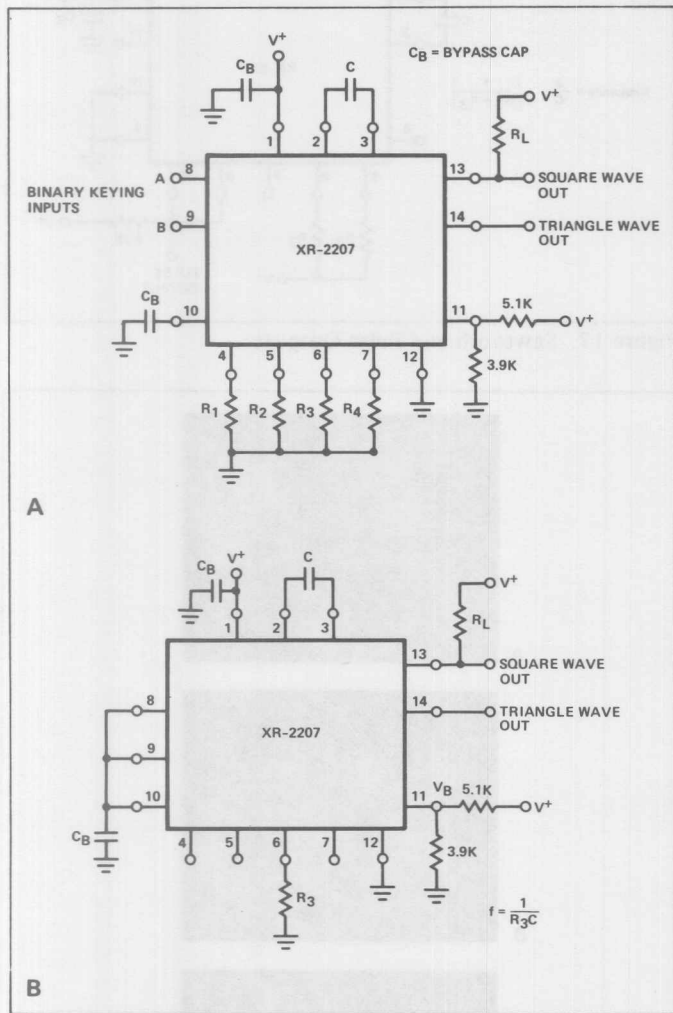 V+
CB
C
CB = BYPASS CAP
V+
RL
1
2
3
13
SQUARE WAVE
OUT
BINARY KEYING
INPUTS
A
8
B
9
14
TRIANGLE WAVE
OUT
XR-2207
CB
10
11
5.1K
V+
3.9K
4
5
6
7
12
R1
R2
R3
R4
A
V+
CB
C
V+
RL
1
2
3
13
SQUARE WAVE
OUT
8
14
TRIANGLE WAVE
OUT
XR-2207
9
10
11
VB
5.1K
V+
CB
4
5
6
7
12
3.9K
R3
f = 1/R3C
B